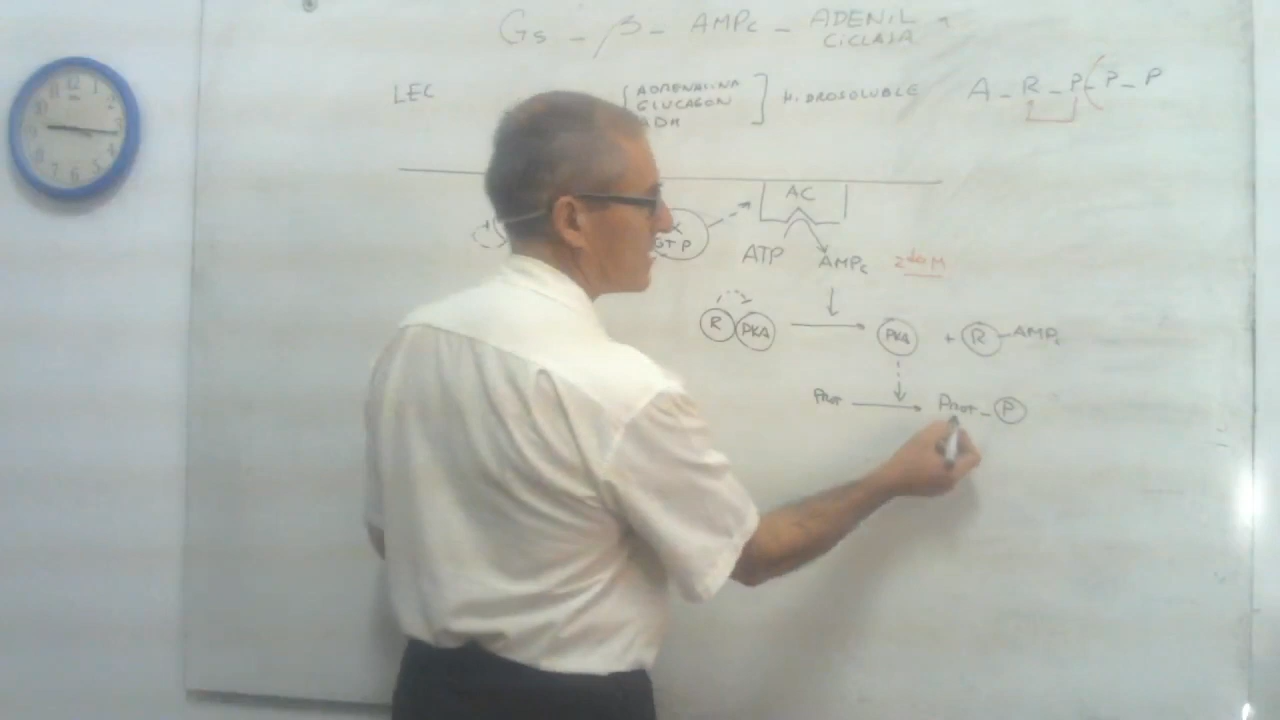 Gs - β - AMPc - ADENIL
CICLASA
LEC
ADRENALINA
GLUCAGON
ADH
HIDROSOLUBLE
A - R - P - P - P
AC
GTP
ATP
AMPc
2do M
R PKA
PKA + R - AMPc
Prot
Prot - P